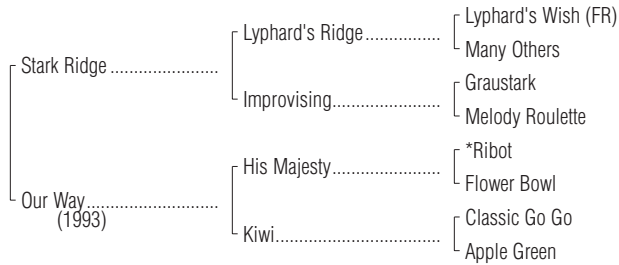 Lyphard's Wish (FR)
Lyphard's Ridge................
Many Others
Stark Ridge .......................
Graustark
Improvising.......................
Melody Roulette
*Ribot
His Majesty.......................
Flower Bowl
Our Way............................
(1993)
Classic Go Go
Kiwi...................................
Apple Green